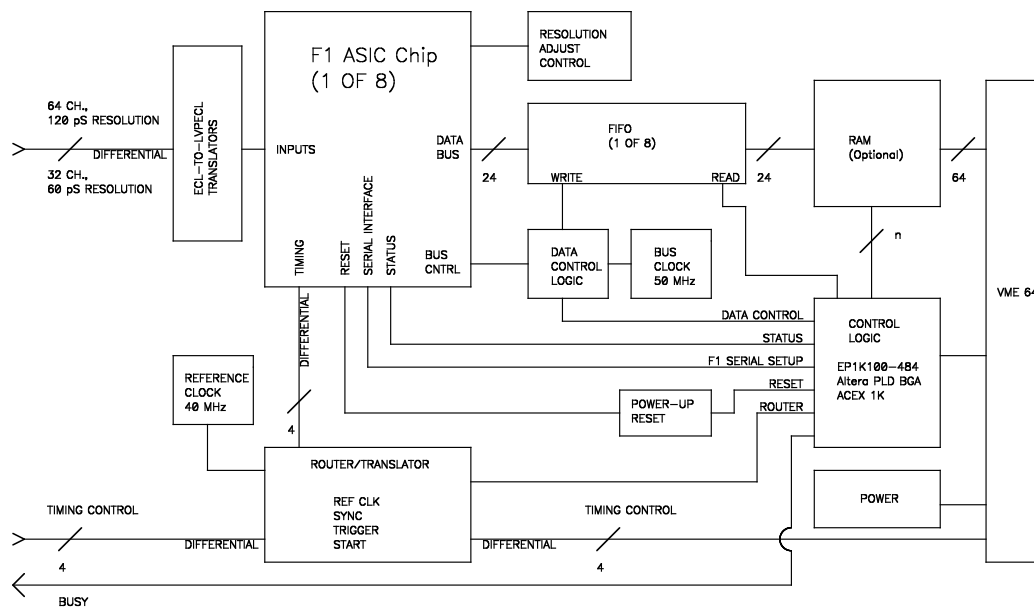 F1 ASIC Chip
(1 OF 8)
RESOLUTION
ADJUST
CONTROL
64 CH.,
120 pS RESOLUTION
DIFFERENTIAL
32 CH.,
60 pS RESOLUTION
ECL-TO-LVPECL
TRANSLATORS
INPUTS
DATA
BUS
24
FIFO
(1 OF 8)
WRITE
READ
24
RAM
(Optional)
64
n
VME 64
TIMING
RESET
SERIAL INTERFACE
STATUS
BUS
CNTRL
DATA
CONTROL
LOGIC
BUS
CLOCK
50 MHz
DIFFERENTIAL
4
DATA CONTROL
STATUS
F1 SERIAL SETUP
RESET
ROUTER
CONTROL
LOGIC
EP1K100-484
Altera PLD BGA
ACEX 1K
REFERENCE
CLOCK
40 MHz
POWER-UP
RESET
ROUTER/TRANSLATOR
REF CLK
SYNC
TRIGGER
START
POWER
TIMING CONTROL
4
DIFFERENTIAL
TIMING CONTROL
DIFFERENTIAL
4
BUSY